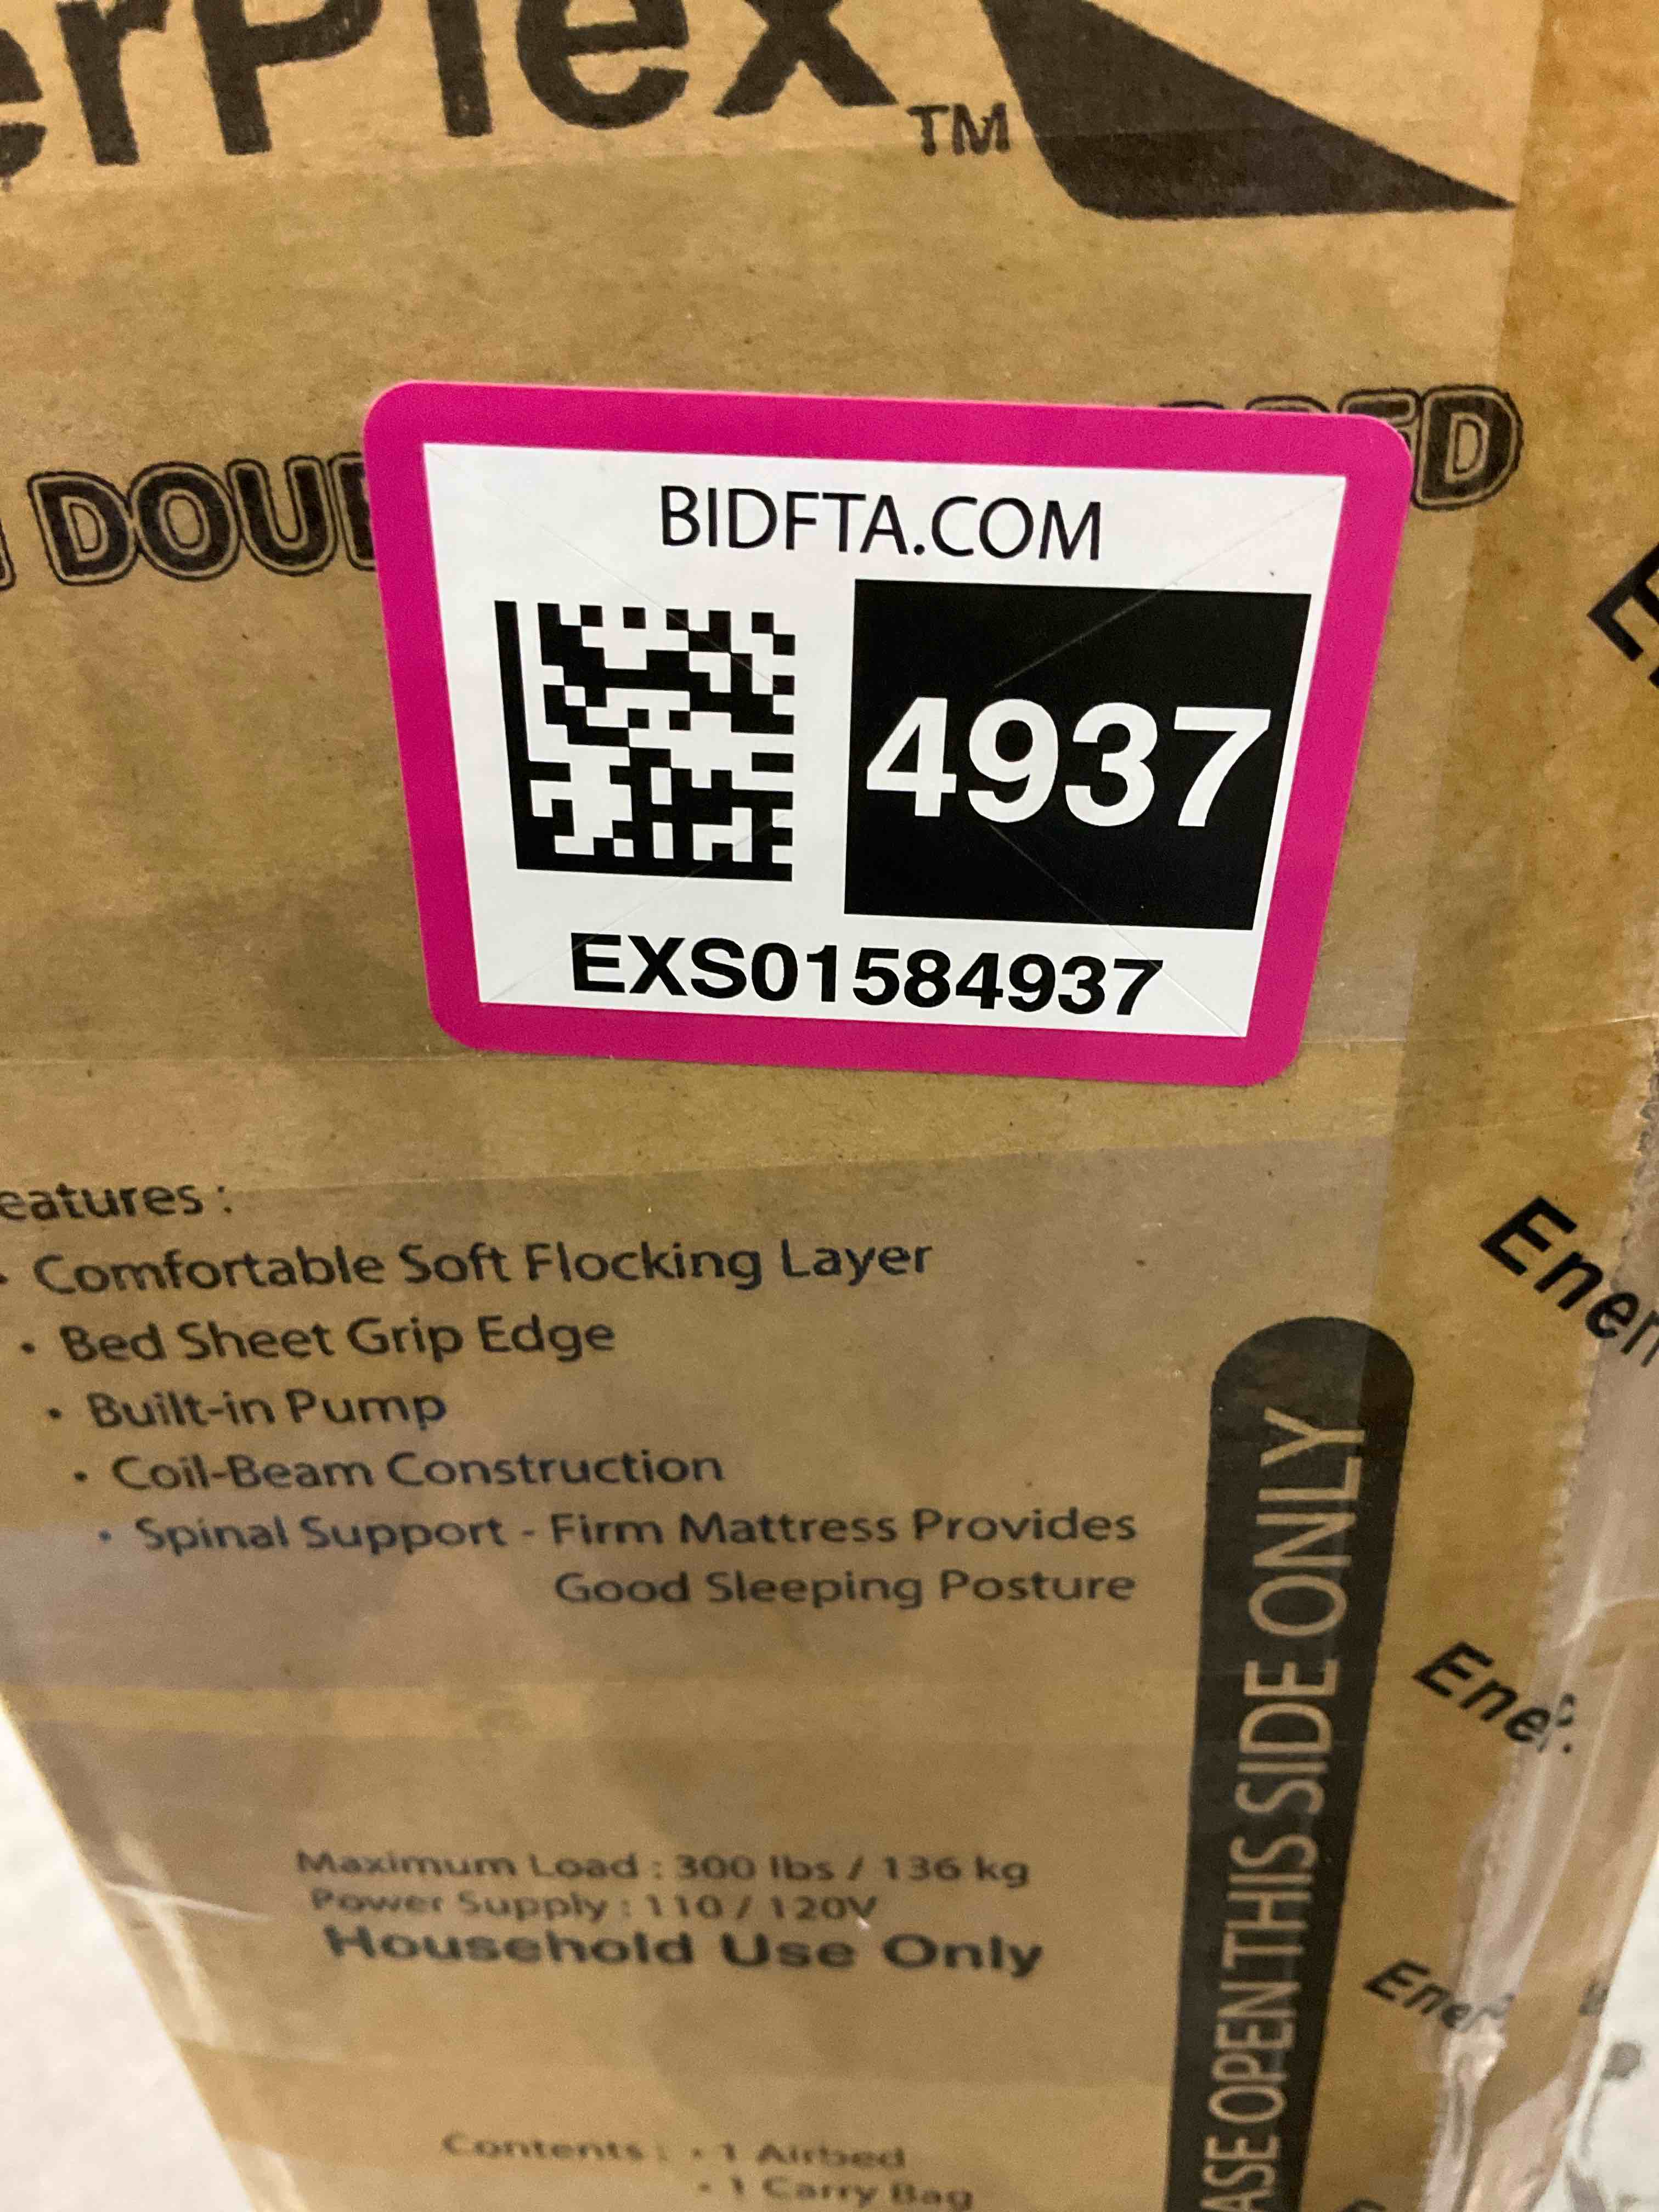 erPlex TM
DOU
ED
BIDFTA.COM
4937
EXS01584937
eatures :
• Comfortable Soft Flocking Layer
• Bed Sheet Grip Edge
• Built-in Pump
• Coil-Beam Construction
• Spinal Support - Firm Mattress Provides
Good Sleeping Posture
Maximum Load : 300 lbs / 136 kg
Power Supply : 110 / 120V
Household Use Only
Contents : • 1 Airbed
• 1 Carry Bag
ASE OPEN THIS SIDE ONLY
E
Ener
Ene
Ener